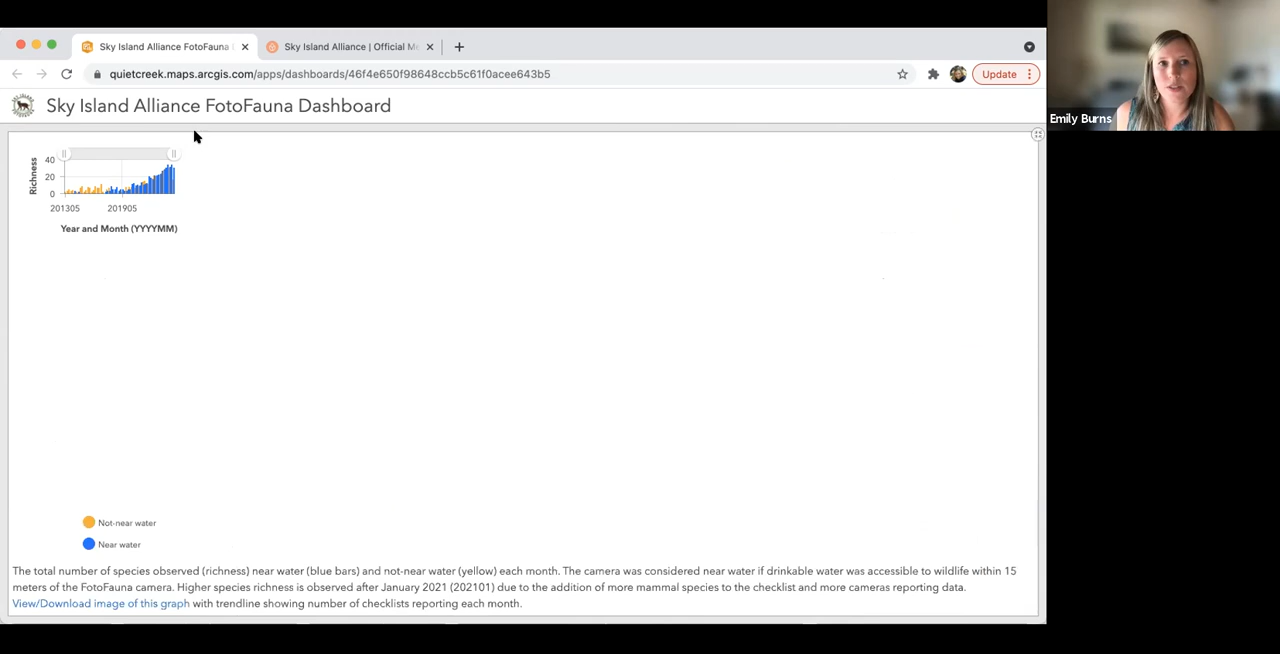 Sky Island Alliance FotoFauna
Sky Island Alliance | Official Me
quietcreek.maps.arcgis.com/apps/dashboards/46f4e650f98648ccb5c61f0acee643b5
Update
Sky Island Alliance FotoFauna Dashboard
Emily Burns
Richness
40
20
0
201305
201905
Year and Month (YYYYMM)
Not-near water
Near water
The total number of species observed (richness) near water (blue bars) and not-near water (yellow) each month. The camera was considered near water if drinkable water was accessible to wildlife within 15
meters of the FotoFauna camera. Higher species richness is observed after January 2021 (202101) due to the addition of more mammal species to the checklist and more cameras reporting data.
View/Download image of this graph with trendline showing number of checklists reporting each month.